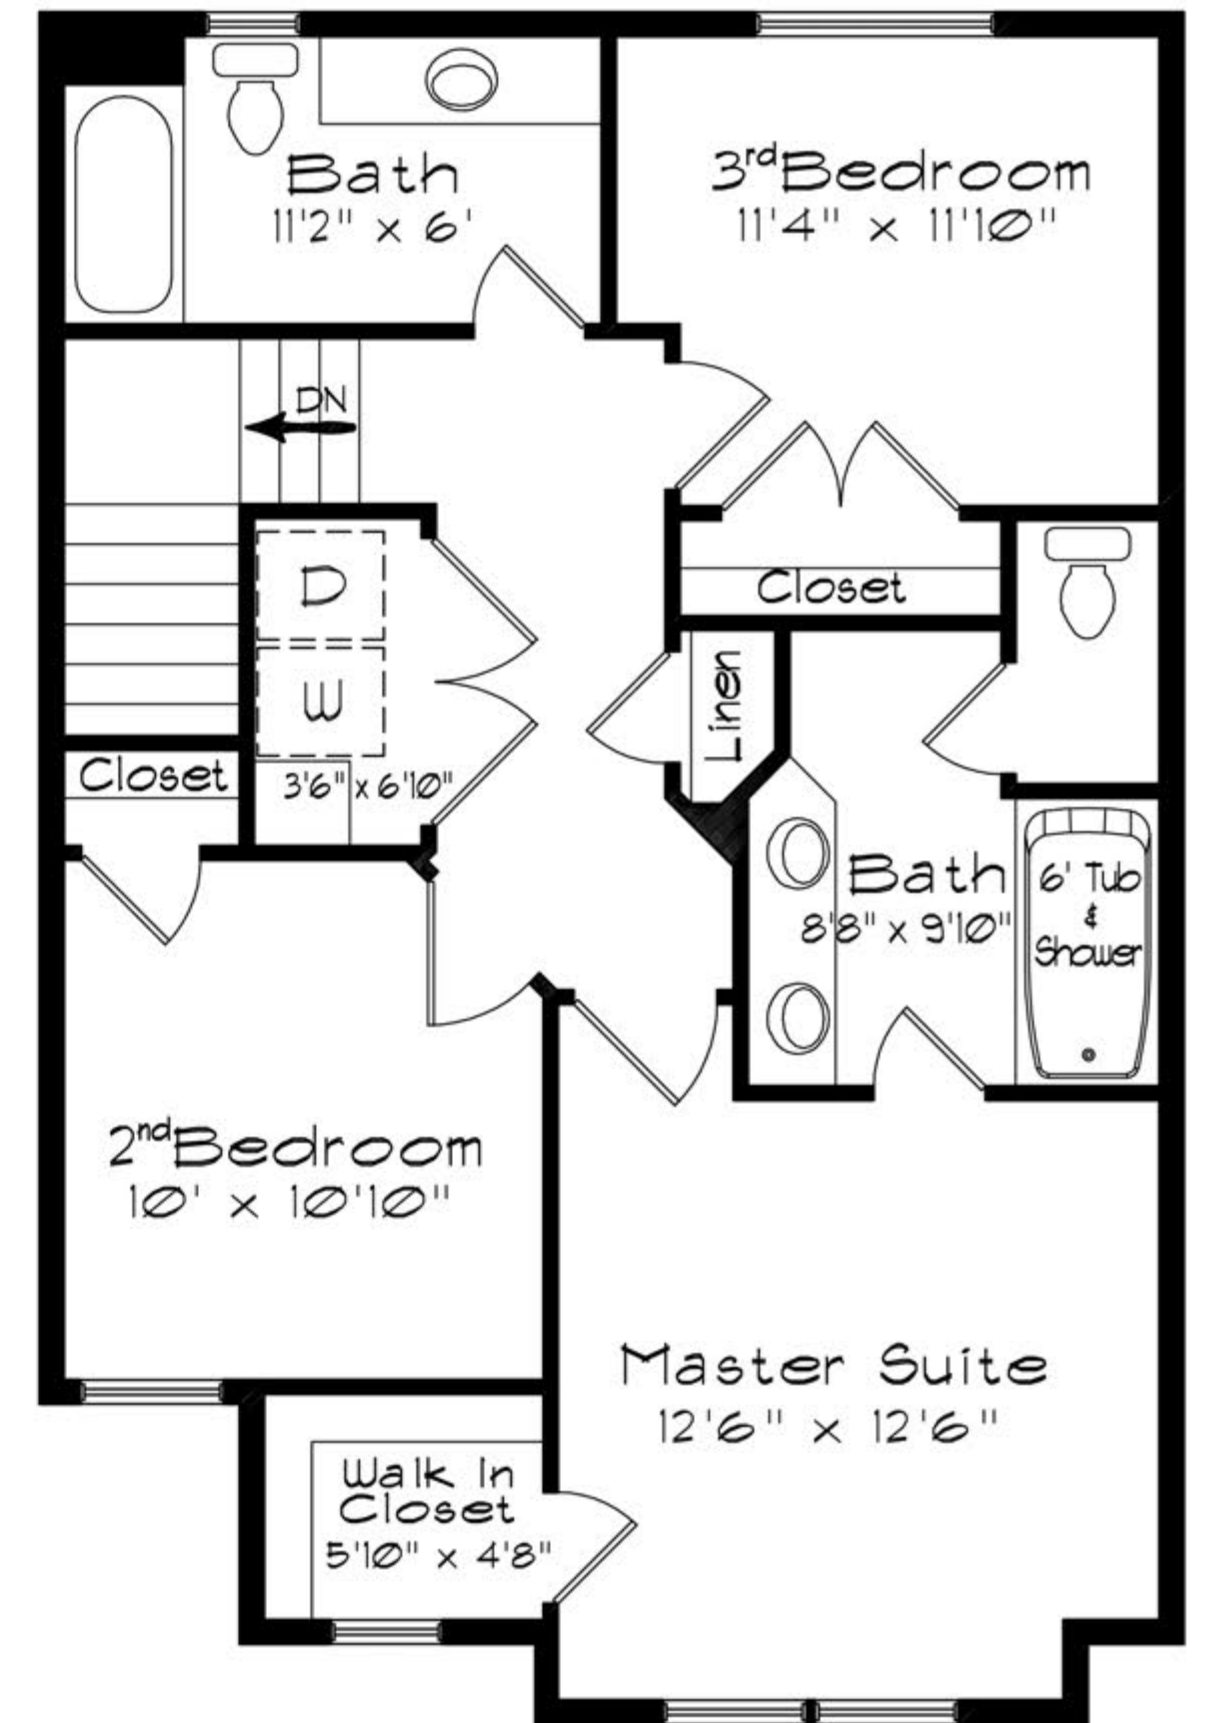 Bath
11'2" x 6'
3rd Bedroom
11'4" x 11'10"
DN
D
W
3'6" x 6'10"
Closet
Linen
Closet
Bath
8'8" x 9'10"
6' Tub
&
Shower
2nd Bedroom
10' x 10'10"
Master Suite
12'6" x 12'6"
Walk In
Closet
5'10" x 4'8"